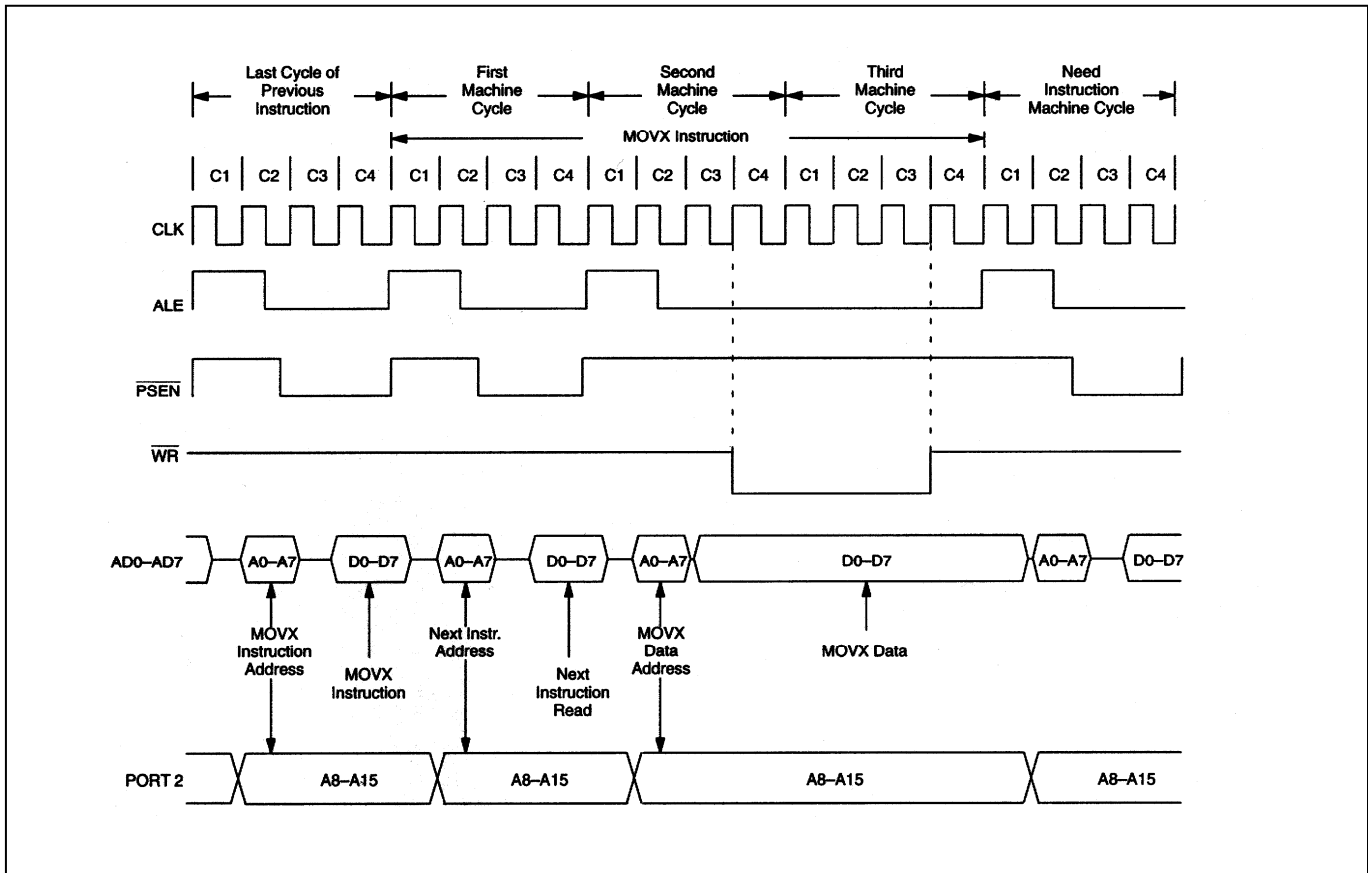 Last Cycle of
Previous
Instruction
First
Machine
Cycle
Second
Machine
Cycle
Third
Machine
Cycle
Need
Instruction
Machine Cycle
MOVX Instruction
C1 C2 C3 C4 C1 C2 C3 C4 C1 C2 C3 C4 C1 C2 C3 C4 C1 C2 C3 C4
CLK
ALE
PSEN
WR
AD0–AD7 A0–A7 D0–D7 A0–A7 D0–D7 A0–A7 D0–D7 A0–A7 D0–D7
MOVX
Instruction
Address
MOVX
Instruction
Next Instr.
Address
Next
Instruction
Read
MOVX
Data
Address
MOVX Data
PORT 2 A8–A15 A8–A15 A8–A15 A8–A15